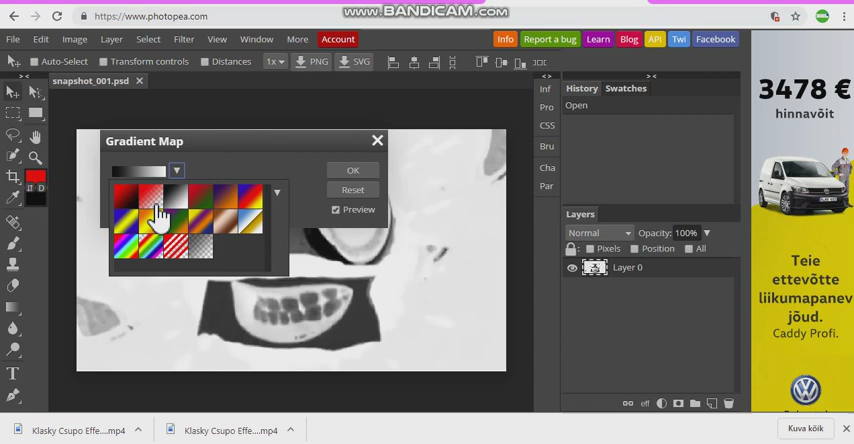 www.BANDICAM.com
https://www.photopea.com
File Edit Image Layer Select Filter View Window More Account
Info Report a bug Learn Blog API Twi Facebook
Auto-Select Transform controls Distances 1x PNG SVG
snapshot_001.psd
Gradient Map
OK
Reset
Preview
D
Inf
Pro
CSS
Bru
Cha
Par
History Swatches
Open
Layers
Normal Opacity: 100%
Pixels Position All
Layer 0
eff
3478 €
hinnavõit
Teie
ettevõtte
liikumapanev
jõud.
Caddy Profi.
Klasky Csupo Effe....mp4
Klasky Csupo Effe....mp4
Kuva kõik